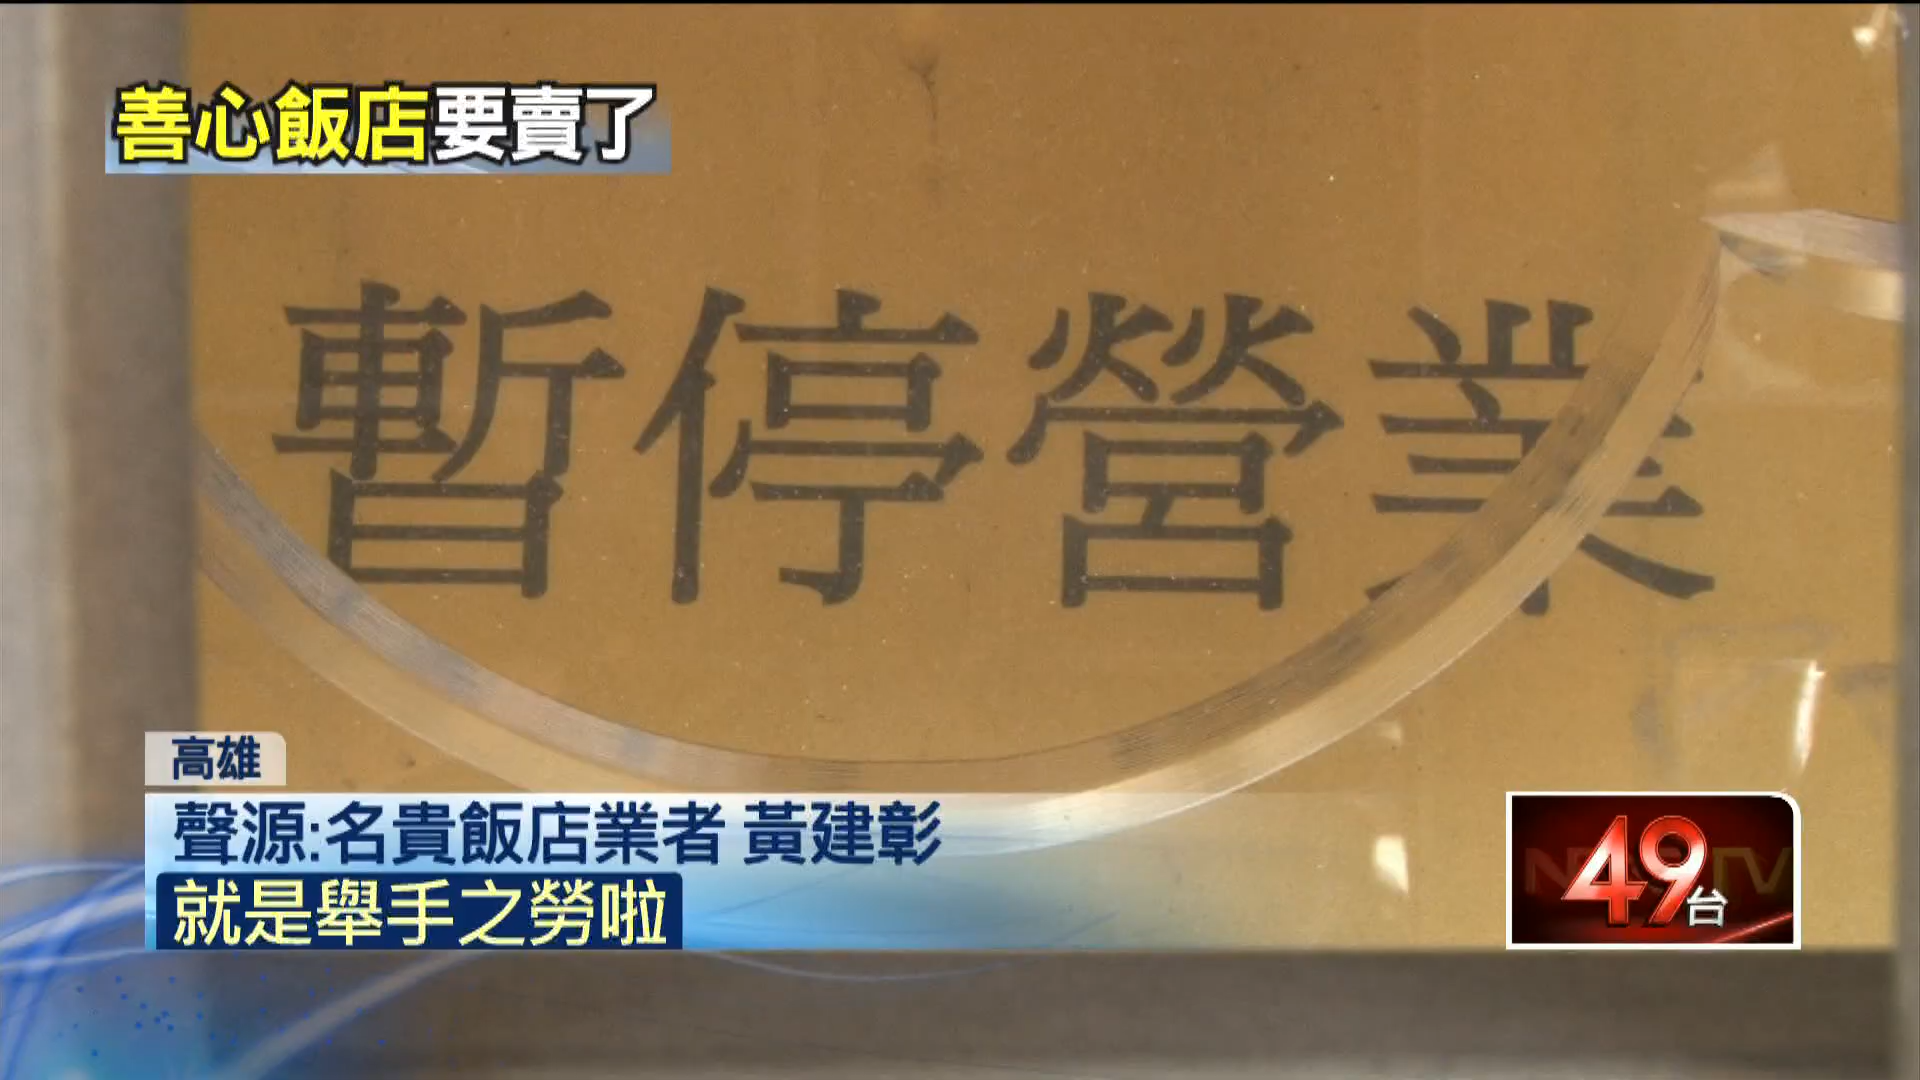 善心飯店要賣了
暫停營業
高雄
聲源:名貴飯店業者 黃建彰
就是舉手之勞啦
49台